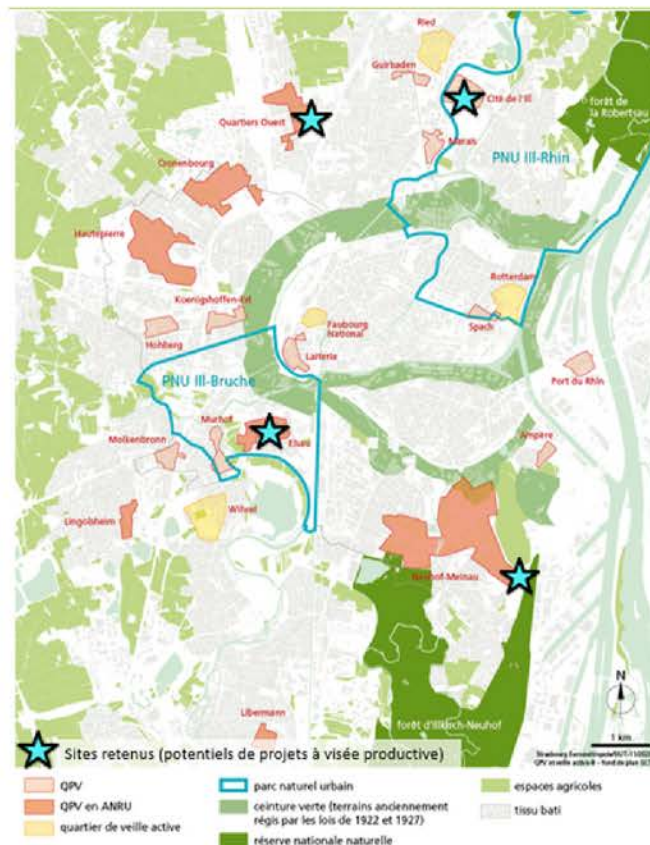 Ried
Guirbaden
Cité de l'Ill
forêt de
la Robertsau
Quartiers Ouest
Marais
PNU Ill-Rhin
Cronenbourg
Hautepierre
Rotterdam
Koenigshoffen-Est
Spach
Faubourg
National
Hohberg
Laiterie
Port du Rhin
PNU Ill-Bruche
Murhof
Elsau
Ampère
Molkenbronn
Wihrel
Lingolsheim
Neuhof-Meinau
N
forêt d'Illkirch-Neuhof
Libermann
1 km
Sites retenus (potentiels de projets à visée productive)
QPV
parc naturel urbain
espaces agricoles
QPV en ANRU
ceinture verte (terrains anciennement
régis par les lois de 1922 et 1927)
tissu bati
quartier de veille active
réserve nationale naturelle